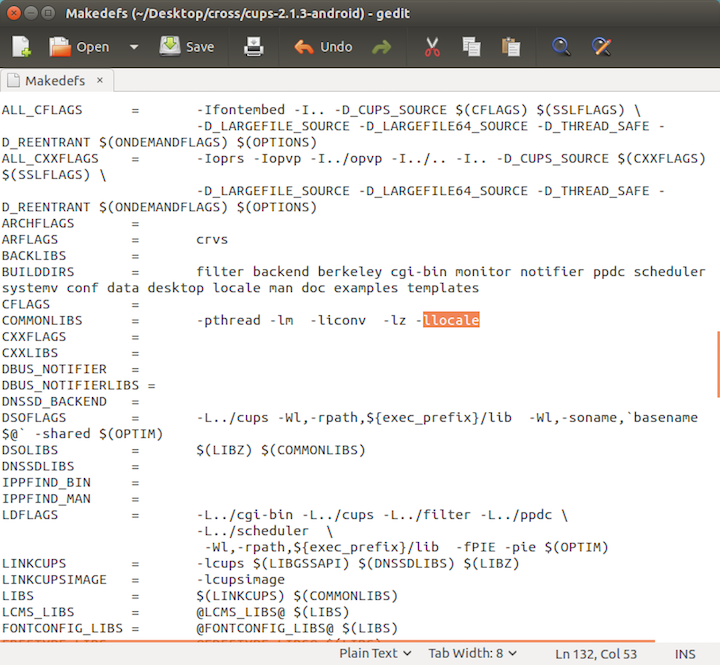 Makedefs (~/Desktop/cross/cups-2.1.3-android) - gedit
Open Save Undo
Makedefs ×
ALL_CFLAGS = -Ifontembed -I.. -D_CUPS_SOURCE $(CFLAGS) $(SSLFLAGS) \
-D_LARGEFILE_SOURCE -D_LARGEFILE64_SOURCE -D_THREAD_SAFE -
D_REENTRANT $(ONDEMANDFLAGS) $(OPTIONS)
ALL_CXXFLAGS = -Ioprs -Iopvp -I../opvp -I../.. -I.. -D_CUPS_SOURCE $(CXXFLAGS)
$(SSLFLAGS) \
-D_LARGEFILE_SOURCE -D_LARGEFILE64_SOURCE -D_THREAD_SAFE -
D_REENTRANT $(ONDEMANDFLAGS) $(OPTIONS)
ARCHFLAGS =
ARFLAGS = crvs
BACKLIBS =
BUILDDIRS = filter backend berkeley cgi-bin monitor notifier ppdc scheduler
systemv conf data desktop locale man doc examples templates
CFLAGS =
COMMONLIBS = -pthread -lm -liconv -lz -llocale
CXXFLAGS =
CXXLIBS =
DBUS_NOTIFIER =
DBUS_NOTIFIERLIBS =
DNSSD_BACKEND =
DSOFLAGS = -L../cups -Wl,-rpath,${exec_prefix}/lib -Wl,-soname,`basename
$@` -shared $(OPTIM)
DSOLIBS = $(LIBZ) $(COMMONLIBS)
DNSSDLIBS =
IPPFIND_BIN =
IPPFIND_MAN =
LDFLAGS = -L../cgi-bin -L../cups -L../filter -L../ppdc \
-L../scheduler \
-Wl,-rpath,${exec_prefix}/lib -fPIE -pie $(OPTIM)
LINKCUPS = -lcups $(LIBGSSAPI) $(DNSSDLIBS) $(LIBZ)
LINKCUPSIMAGE = -lcupsimage
LIBS = $(LINKCUPS) $(COMMONLIBS)
LCMS_LIBS = @LCMS_LIBS@ $(LIBS)
FONTCONFIG_LIBS = @FONTCONFIG_LIBS@ $(LIBS)
Plain Text Tab Width: 8 Ln 132, Col 53 INS